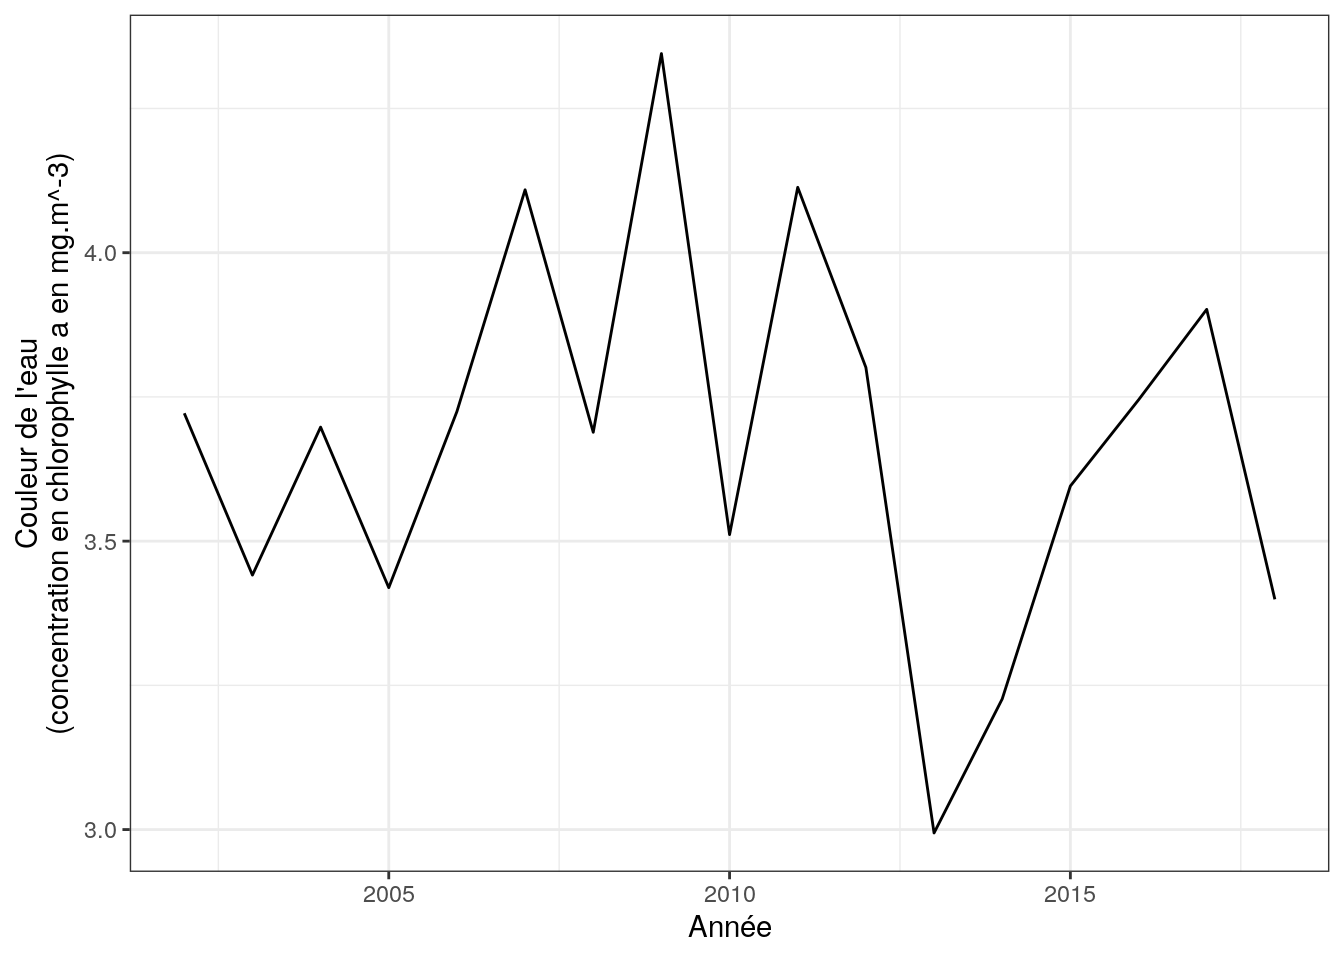 Couleur de l'eau
(concentration en chlorophylle a en mg.m^-3)
4.0
3.5
3.0
2005
2010
2015
Année